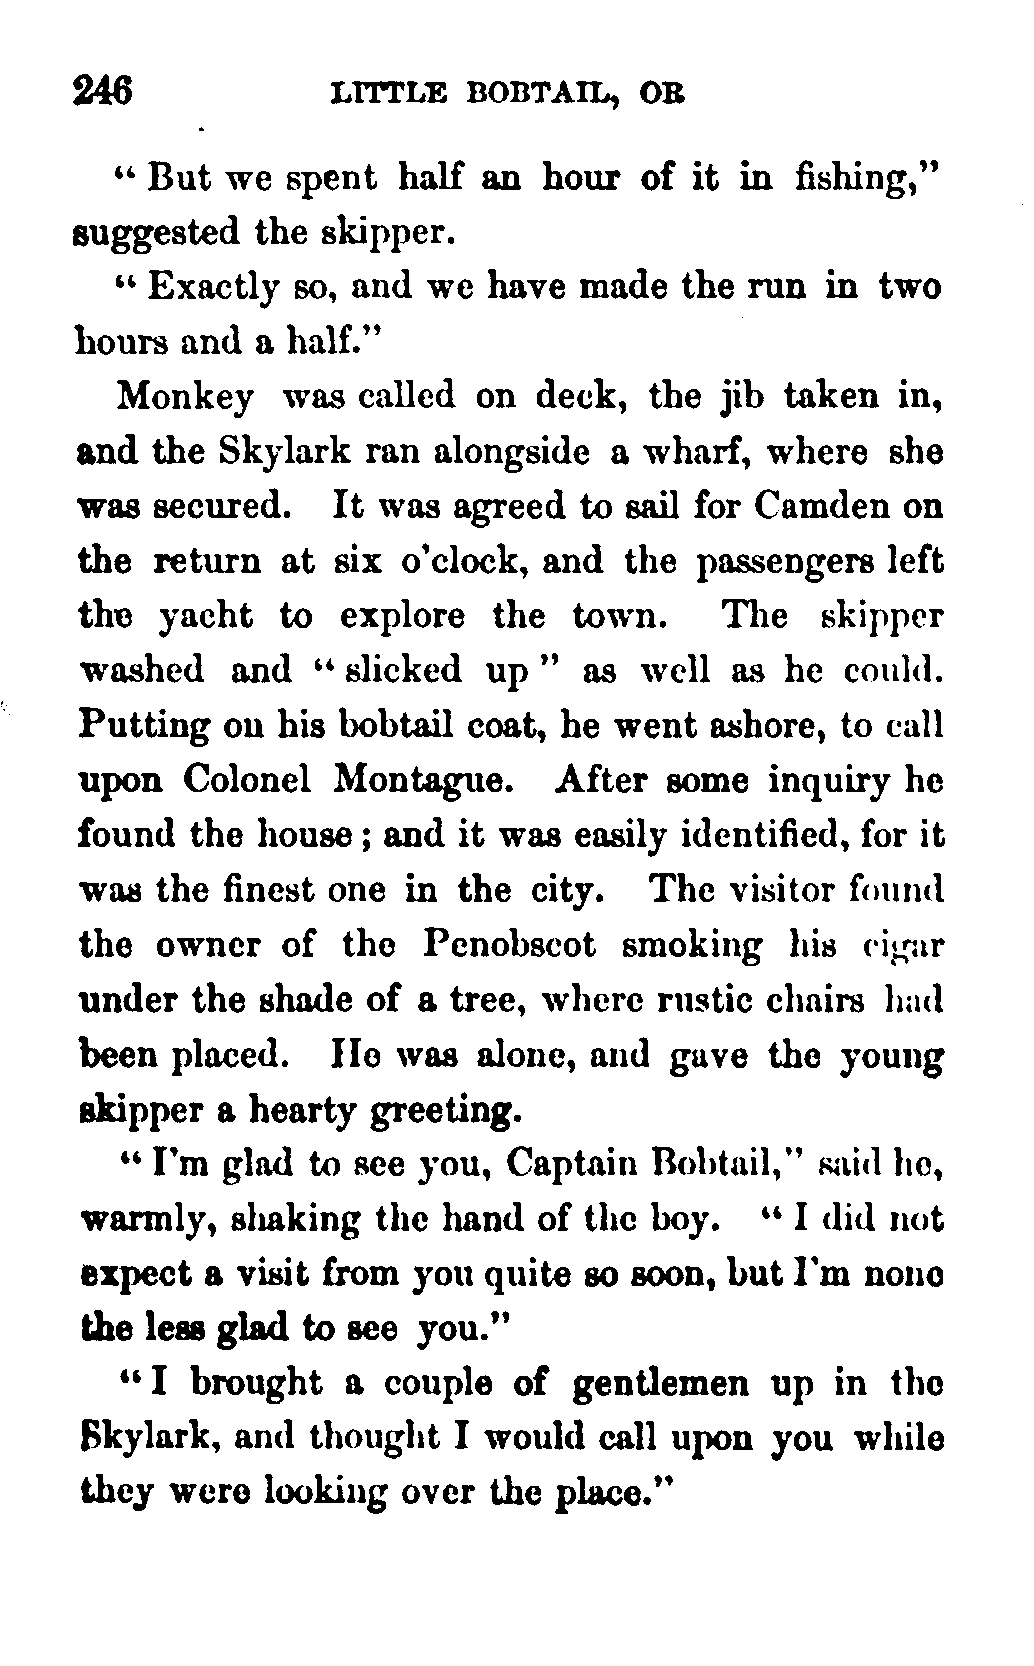 246 LITTLE BOBTAIL, OR
“ But we spent half an hour of it in fishing,”
suggested the skipper.
“ Exactly so, and we have made the run in two
hours and a half.”
Monkey was called on deck, the jib taken in,
and the Skylark ran alongside a wharf, where she
was secured. It was agreed to sail for Camden on
the return at six o'clock, and the passengers left
the yacht to explore the town. The skipper
washed and “ slicked up ” as well as he could.
Putting on his bobtail coat, he went ashore, to call
upon Colonel Montague. After some inquiry he
found the house ; and it was easily identified, for it
was the finest one in the city. The visitor found
the owner of the Penobscot smoking his cigar
under the shade of a tree, where rustic chairs had
been placed. He was alone, and gave the young
skipper a hearty greeting.
“ I'm glad to see you, Captain Bobtail,” said he,
warmly, shaking the hand of the boy. “ I did not
expect a visit from you quite so soon, but I'm none
the less glad to see you.”
“ I brought a couple of gentlemen up in the
Skylark, and thought I would call upon you while
they were looking over the place.”